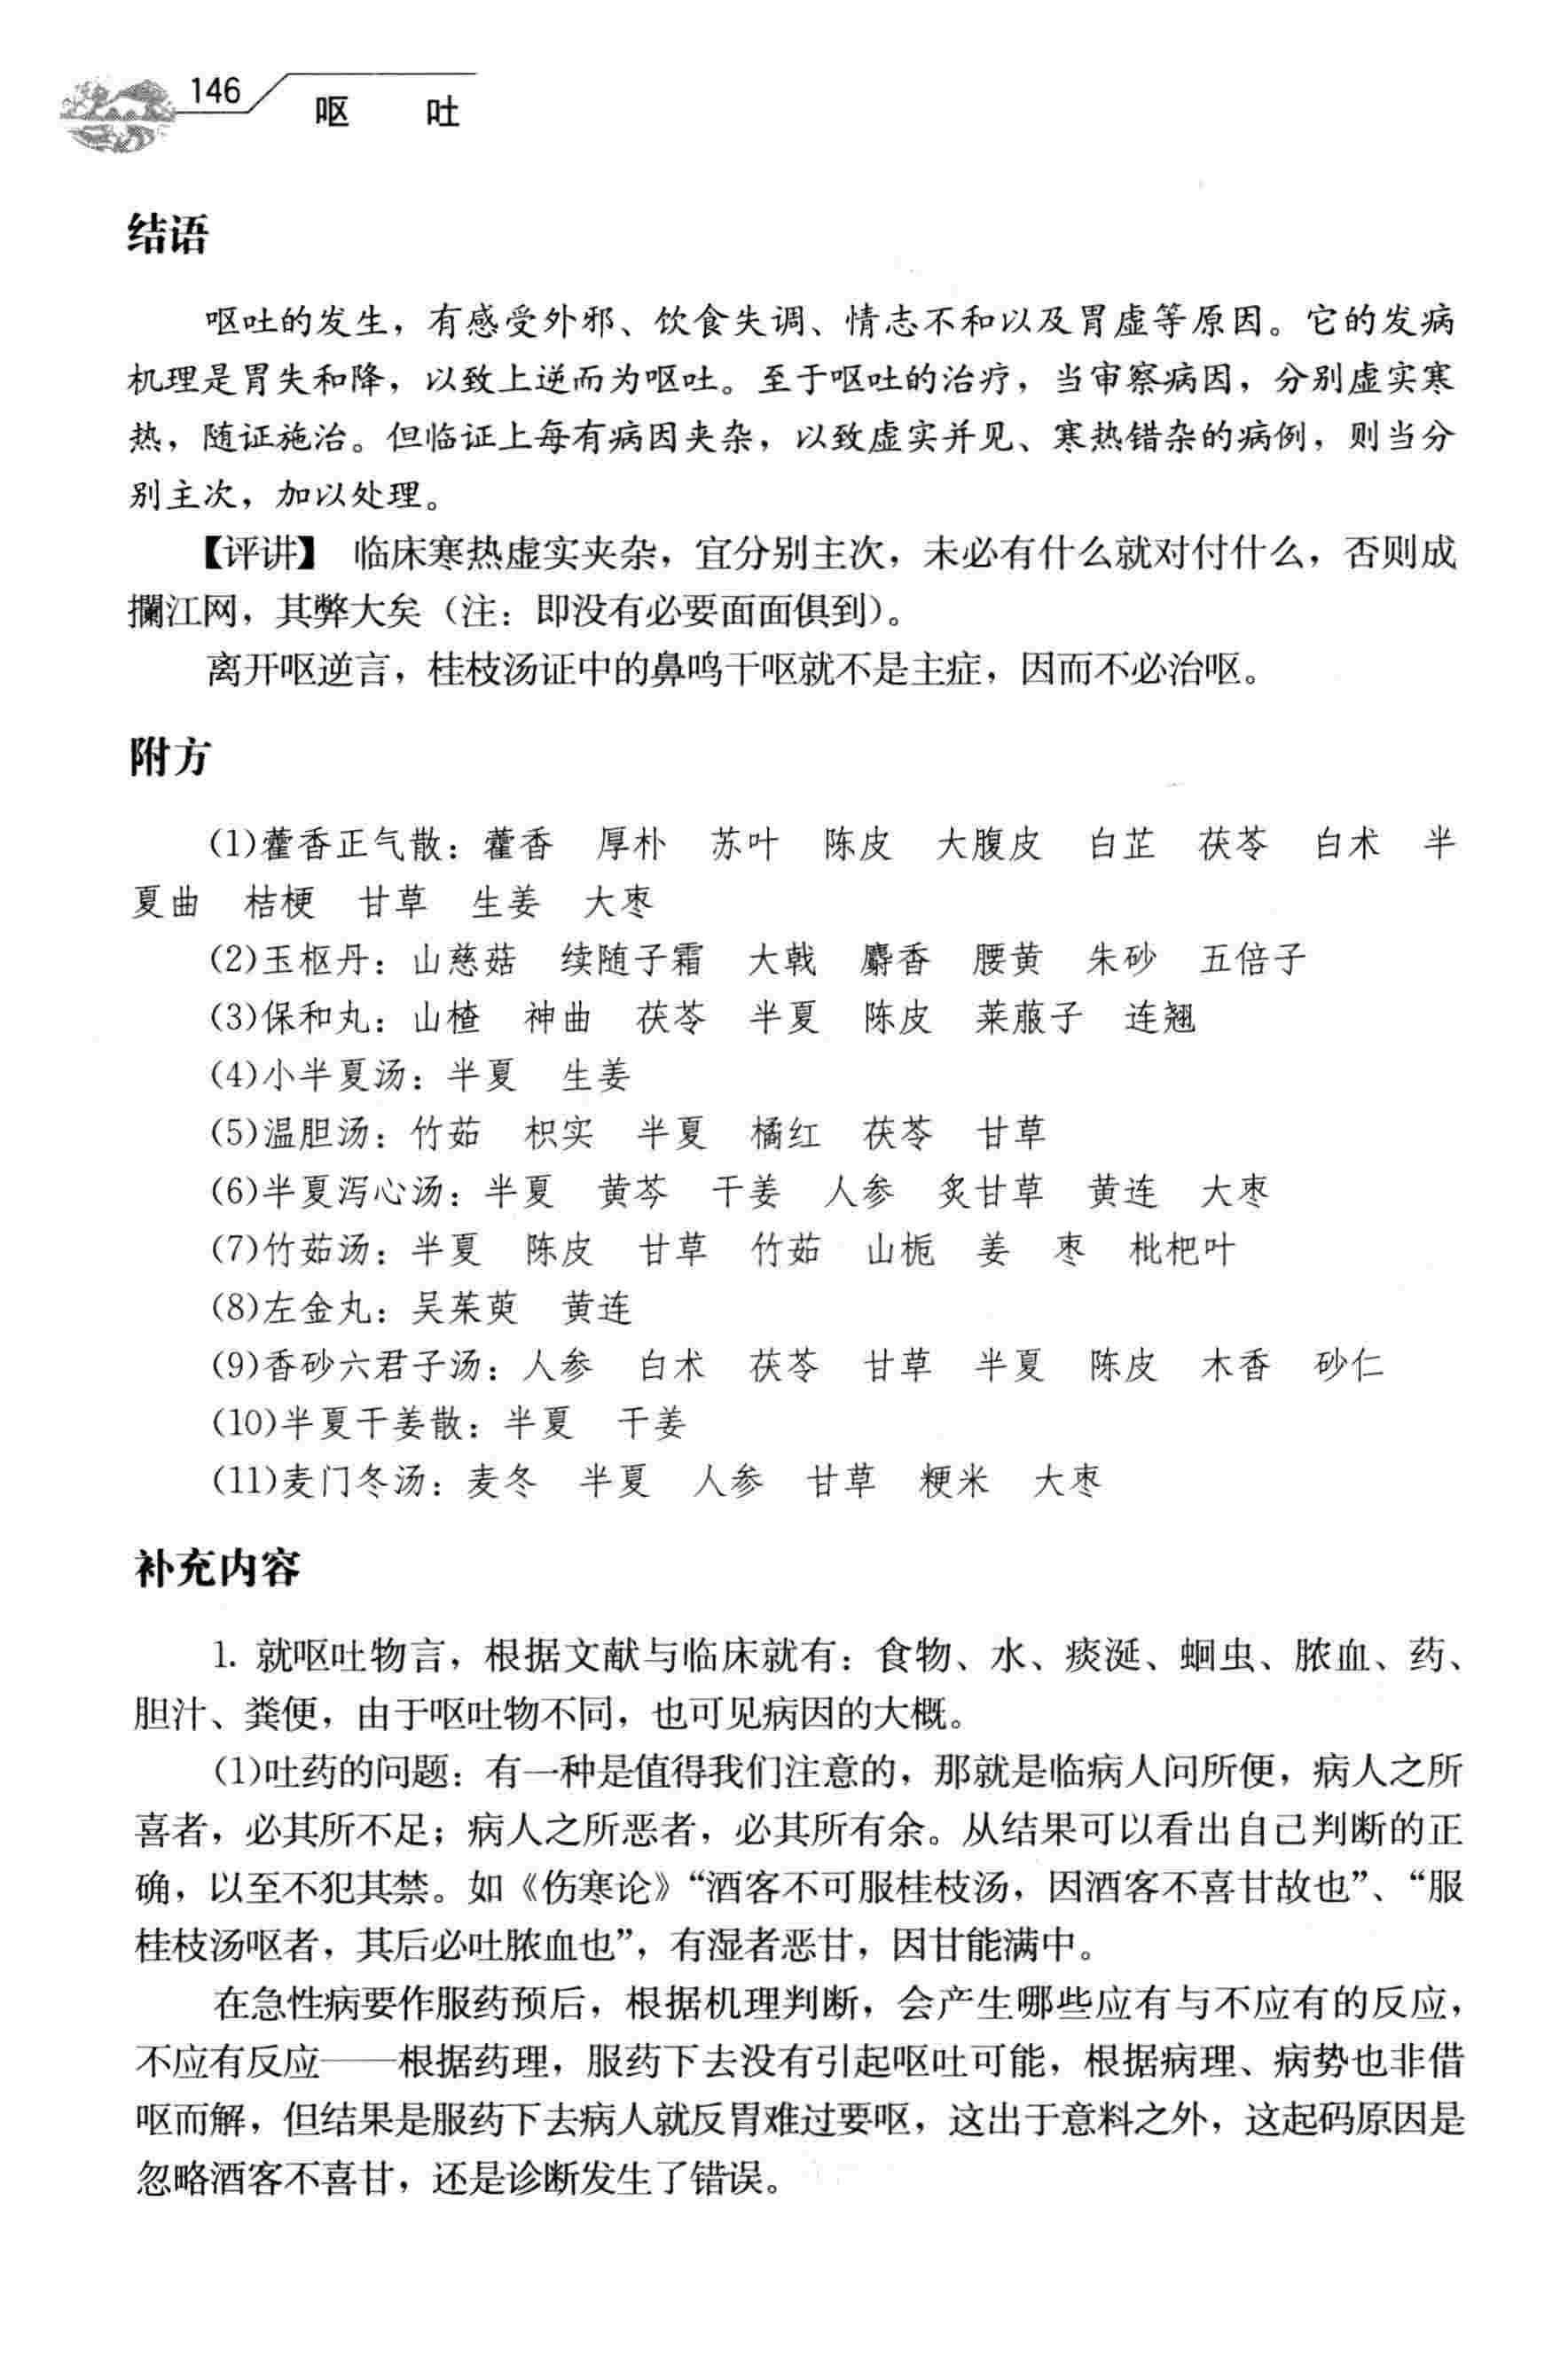 146
呕 吐
结语
呕吐的发生，有感受外邪、饮食失调、情志不和以及胃虚等原因。它的发病
机理是胃失和降，以致上逆而为呕吐。至于呕吐的治疗，当审察病因，分别虚实寒
热，随证施治。但临证上每有病因夹杂，以致虚实并见、寒热错杂的病例，则当分
别主次，加以处理。
【评讲】 临床寒热虚实夹杂，宜分别主次，未必有什么就对付什么，否则成
攔江网，其弊大矣（注：即没有必要面面俱到）。
离开呕逆言，桂枝汤证中的鼻鸣干呕就不是主症，因而不必治呕。
附方
(1)藿香正气散：藿香 厚朴 苏叶 陈皮 大腹皮 白芷 茯苓 白术 半
夏曲 桔梗 甘草 生姜 大枣
(2)玉枢丹：山慈菇 续随子霜 大戟 麝香 腰黄 朱砂 五倍子
(3)保和丸：山楂 神曲 茯苓 半夏 陈皮 莱菔子 连翘
(4)小半夏汤：半夏 生姜
(5)温胆汤：竹茹 枳实 半夏 橘红 茯苓 甘草
(6)半夏泻心汤：半夏 黄芩 干姜 人参 炙甘草 黄连 大枣
(7)竹茹汤：半夏 陈皮 甘草 竹茹 山栀 姜 枣 枇杷叶
(8)左金丸：吴茱萸 黄连
(9)香砂六君子汤：人参 白术 茯苓 甘草 半夏 陈皮 木香 砂仁
(10)半夏干姜散：半夏 干姜
(11)麦门冬汤：麦冬 半夏 人参 甘草 粳米 大枣
补充内容
1. 就呕吐物言，根据文献与临床就有：食物、水、痰涎、蛔虫、脓血、药、
胆汁、粪便，由于呕吐物不同，也可见病因的大概。
(1)吐药的问题：有一种是值得我们注意的，那就是临病人问所便，病人之所
喜者，必其所不足；病人之所恶者，必其所有余。从结果可以看出自己判断的正
确，以至不犯其禁。如《伤寒论》“酒客不可服桂枝汤，因酒客不喜甘故也”、“服
桂枝汤呕者，其后必吐脓血也”，有湿者恶甘，因甘能满中。
在急性病要作服药预后，根据机理判断，会产生哪些应有与不应有的反应，
不应有反应——根据药理，服药下去没有引起呕吐可能，根据病理、病势也非借
呕而解，但结果是服药下去病人就反胃难过要呕，这出于意料之外，这起码原因是
忽略酒客不喜甘，还是诊断发生了错误。